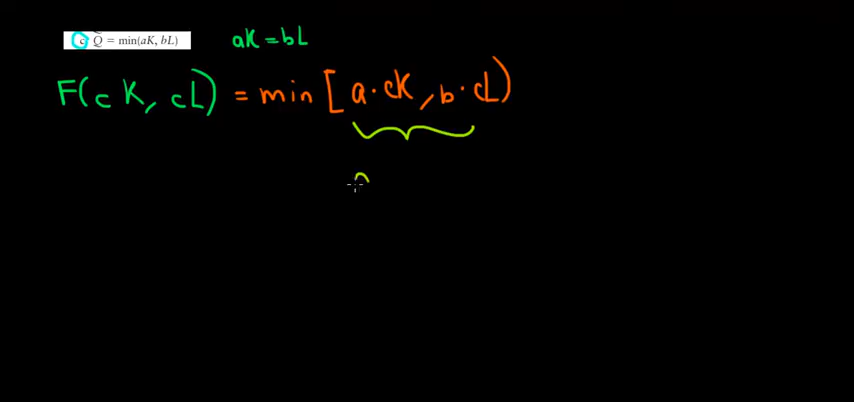 c. Q = min(aK, bL)
aK = bL
F(cK, cL) = min [a·cK, b·cL)